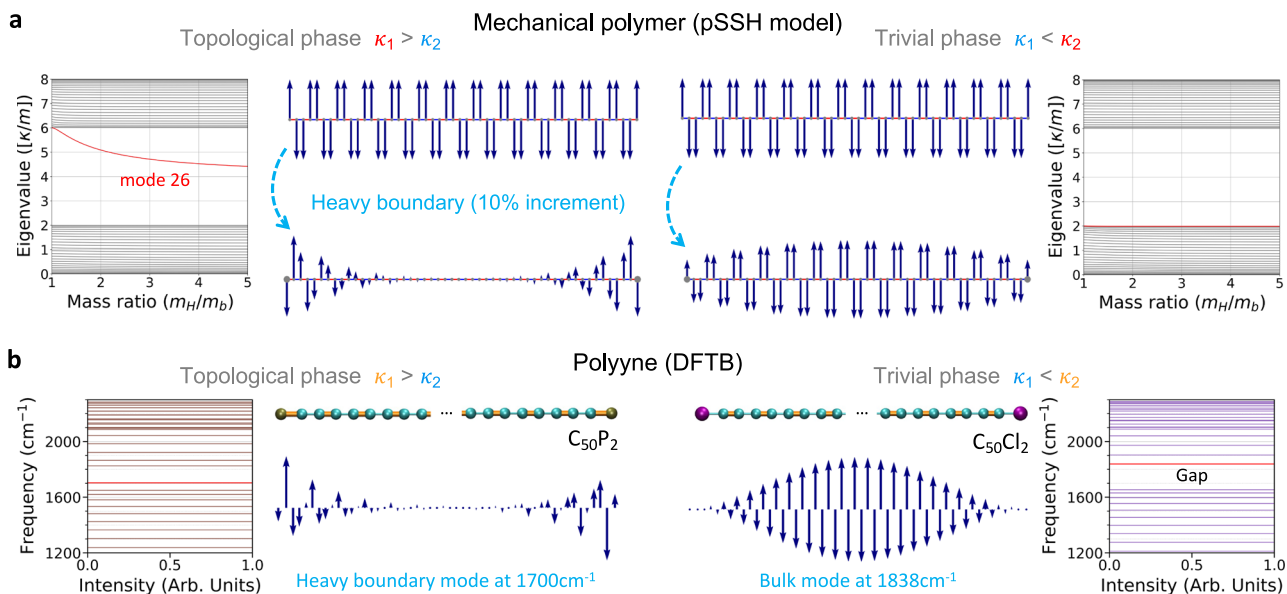 a
Mechanical polymer (pSSH model)
Topological phase κ₁ > κ₂
Trivial phase κ₁ < κ₂
Eigenvalue ([κ/m])
8
7
6
5
4
3
2
1
0
mode 26
1 2 3 4 5
Mass ratio (m_H/m_b)
Heavy boundary (10% increment)
Eigenvalue ([κ/m])
8
7
6
5
4
3
2
1
0
1 2 3 4 5
Mass ratio (m_H/m_b)
b
Polyyne (DFTB)
Topological phase κ₁ > κ₂
Trivial phase κ₁ < κ₂
Frequency (cm⁻¹)
2000
1600
1200
0.0 0.5 1.0
Intensity (Arb. Units)
...
C₅₀P₂
Heavy boundary mode at 1700cm⁻¹
...
C₅₀Cl₂
Bulk mode at 1838cm⁻¹
Frequency (cm⁻¹)
2000
1600
1200
Gap
0.0 0.5 1.0
Intensity (Arb. Units)